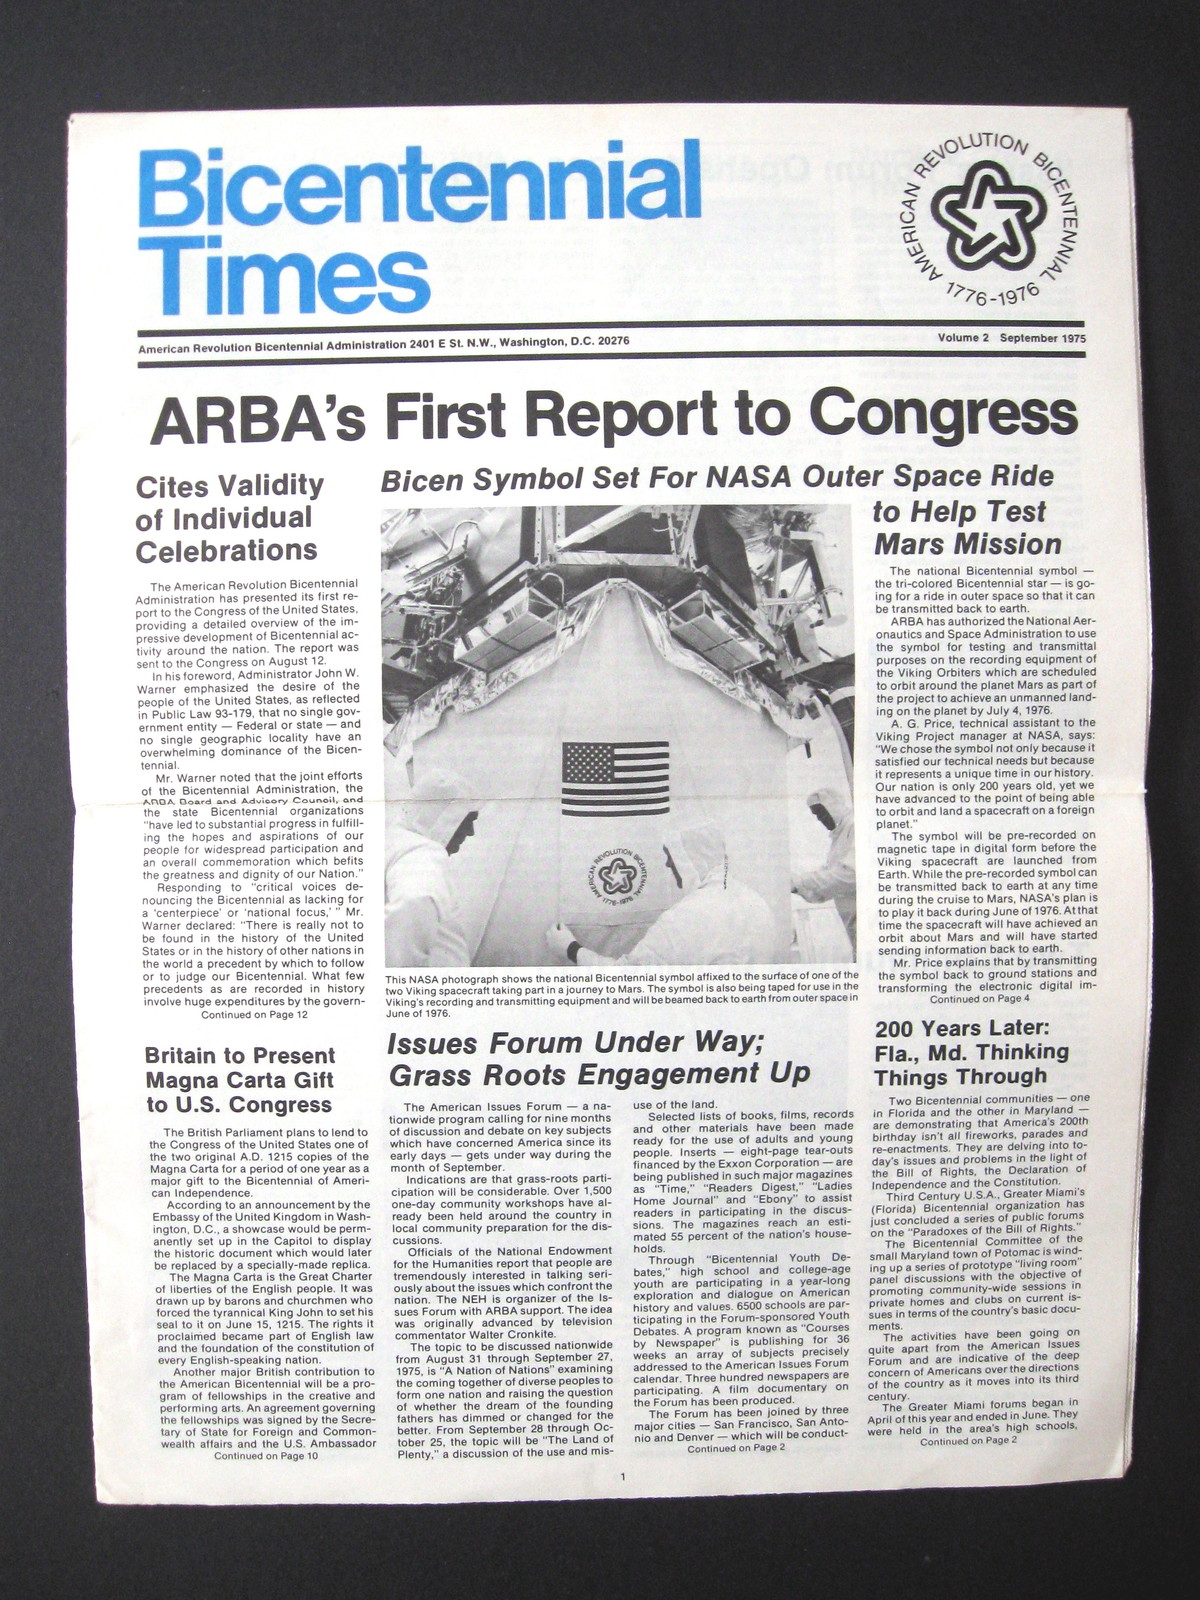 Bicentennial
Times
AMERICAN REVOLUTION BICENTENNIAL
1776-1976
American Revolution Bicentennial Administration 2401 E St. N.W., Washington, D.C. 20276
Volume 2 September 1975
ARBA's First Report to Congress
Cites Validity
of Individual
Celebrations
The American Revolution Bicentennial
Administration has presented its first re-
port to the Congress of the United States,
providing a detailed overview of the im-
pressive development of Bicentennial ac-
tivity around the nation. The report was
sent to the Congress on August 12.
In his foreword, Administrator John W.
Warner emphasized the desire of the
people of the United States, as reflected
in Public Law 93-179, that no single gov-
ernment entity — Federal or state — and
no single geographic locality have an
overwhelming dominance of the Bicen-
tennial.
Mr. Warner noted that the joint efforts
of the Bicentennial Administration, the
ARBA Board and Advisory Council, and
the state Bicentennial organizations
"have led to substantial progress in fulfill-
ing the hopes and aspirations of our
people for widespread participation and
an overall commemoration which befits
the greatness and dignity of our Nation."
Responding to "critical voices de-
nouncing the Bicentennial as lacking for
a 'centerpiece' or 'national focus,' " Mr.
Warner declared: "There is really not to
be found in the history of the United
States or in the history of other nations in
the world a precedent by which to follow
or to judge our Bicentennial. What few
precedents as are recorded in history
involve huge expenditures by the govern-
Continued on Page 12
Bicen Symbol Set For NASA Outer Space Ride
to Help Test
Mars Mission
AMERICAN REVOLUTION BICENTENNIAL
1776-1976
This NASA photograph shows the national Bicentennial symbol affixed to the surface of one of the
two Viking spacecraft taking part in a journey to Mars. The symbol is also being taped for use in the
Viking's recording and transmitting equipment and will be beamed back to earth from outer space in
June of 1976.
The national Bicentennial symbol —
the tri-colored Bicentennial star — is go-
ing for a ride in outer space so that it can
be transmitted back to earth.
ARBA has authorized the National Aer-
onautics and Space Administration to use
the symbol for testing and transmittal
purposes on the recording equipment of
the Viking Orbiters which are scheduled
to orbit around the planet Mars as part of
the project to achieve an unmanned land-
ing on the planet by July 4, 1976.
A. G. Price, technical assistant to the
Viking Project manager at NASA, says:
"We chose the symbol not only because it
satisfied our technical needs but because
it represents a unique time in our history.
Our nation is only 200 years old, yet we
have advanced to the point of being able
to orbit and land a spacecraft on a foreign
planet."
The symbol will be pre-recorded on
magnetic tape in digital form before the
Viking spacecraft are launched from
Earth. While the pre-recorded symbol can
be transmitted back to earth at any time
during the cruise to Mars, NASA's plan is
to play it back during June of 1976. At that
time the spacecraft will have achieved an
orbit about Mars and will have started
sending information back to earth.
Mr. Price explains that by transmitting
the symbol back to ground stations and
transforming the electronic digital im-
Continued on Page 4
Britain to Present
Magna Carta Gift
to U.S. Congress
The British Parliament plans to lend to
the Congress of the United States one of
the two original A.D. 1215 copies of the
Magna Carta for a period of one year as a
major gift to the Bicentennial of Ameri-
can Independence.
According to an announcement by the
Embassy of the United Kingdom in Wash-
ington, D.C., a showcase would be perm-
anently set up in the Capitol to display
the historic document which would later
be replaced by a specially-made replica.
The Magna Carta is the Great Charter
of liberties of the English people. It was
drawn up by barons and churchmen who
forced the tyrannical King John to set his
seal to it on June 15, 1215. The rights it
proclaimed became part of English law
and the foundation of the constitution of
every English-speaking nation.
Another major British contribution to
the American Bicentennial will be a pro-
gram of fellowships in the creative and
performing arts. An agreement governing
the fellowships was signed by the Secre-
tary of State for Foreign and Common-
wealth affairs and the U.S. Ambassador
Continued on Page 10
Issues Forum Under Way;
Grass Roots Engagement Up
The American Issues Forum — a na-
tionwide program calling for nine months
of discussion and debate on key subjects
which have concerned America since its
early days — gets under way during the
month of September.
Indications are that grass-roots parti-
cipation will be considerable. Over 1,500
one-day community workshops have al-
ready been held around the country in
local community preparation for the dis-
cussions.
Officials of the National Endowment
for the Humanities report that people are
tremendously interested in talking seri-
ously about the issues which confront the
nation. The NEH is organizer of the Is-
sues Forum with ARBA support. The idea
was originally advanced by television
commentator Walter Cronkite.
The topic to be discussed nationwide
from August 31 through September 27,
1975, is "A Nation of Nations" examining
the coming together of diverse peoples to
form one nation and raising the question
of whether the dream of the founding
fathers has dimmed or changed for the
better. From September 28 through Oc-
tober 25, the topic will be "The Land of
Plenty," a discussion of the use and mis-
use of the land.
Selected lists of books, films, records
and other materials have been made
ready for the use of adults and young
people. Inserts — eight-page tear-outs
financed by the Exxon Corporation — are
being published in such major magazines
as "Time," "Readers Digest," "Ladies
Home Journal" and "Ebony" to assist
readers in participating in the discus-
sions. The magazines reach an esti-
mated 55 percent of the nation's house-
holds.
Through "Bicentennial Youth De-
bates," high school and college-age
youth are participating in a year-long
exploration and dialogue on American
history and values. 6500 schools are par-
ticipating in the Forum-sponsored Youth
Debates. A program known as "Courses
by Newspaper" is publishing for 36
weeks an array of subjects precisely
addressed to the American Issues Forum
calendar. Three hundred newspapers are
participating. A film documentary on
the Forum has been produced.
The Forum has been joined by three
major cities — San Francisco, San Anto-
nio and Denver — which will be conduct-
Continued on Page 2
200 Years Later:
Fla., Md. Thinking
Things Through
Two Bicentennial communities — one
in Florida and the other in Maryland —
are demonstrating that America's 200th
birthday isn't all fireworks, parades and
re-enactments. They are delving into to-
day's issues and problems in the light of
the Bill of Rights, the Declaration of
Independence and the Constitution.
Third Century U.S.A., Greater Miami's
(Florida) Bicentennial organization has
just concluded a series of public forums
on the "Paradoxes of the Bill of Rights."
The Bicentennial Committee of the
small Maryland town of Potomac is wind-
ing up a series of prototype "living room"
panel discussions with the objective of
promoting community-wide sessions in
private homes and clubs on current is-
sues in terms of the country's basic docu-
ments.
The activities have been going on
quite apart from the American Issues
Forum and are indicative of the deep
concern of Americans over the directions
of the country as it moves into its third
century.
The Greater Miami forums began in
April of this year and ended in June. They
were held in the area's high schools,
Continued on Page 2
1